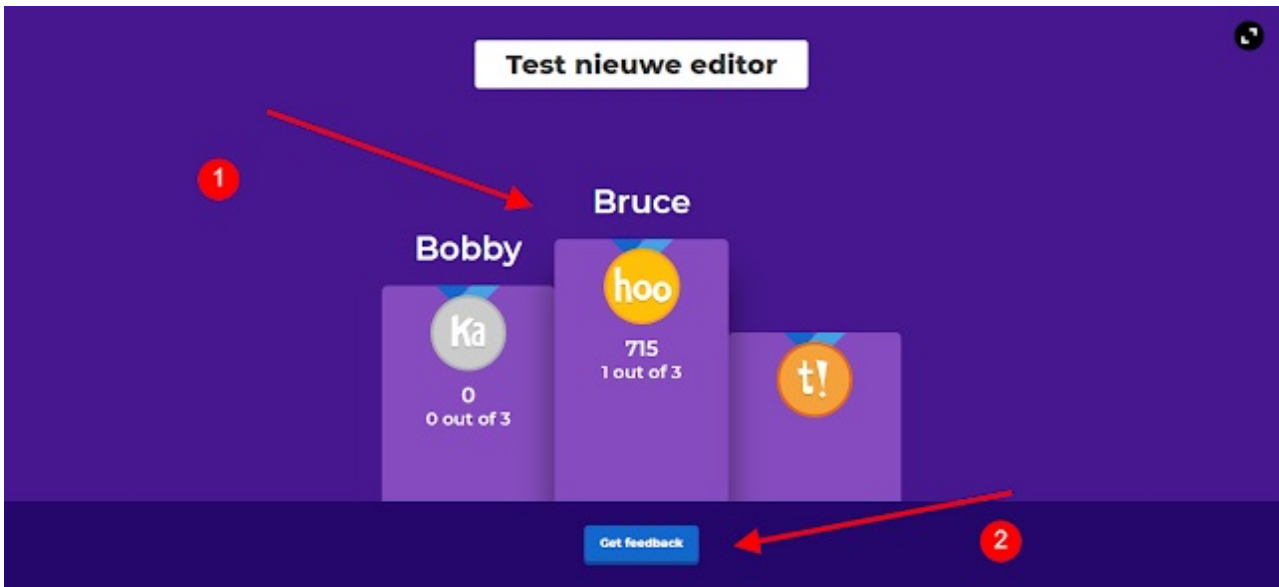 Test nieuwe editor
1
Bruce
Bobby
hoo
Ka
715
1 out of 3
t!
0
0 out of 3
Get feedback
2